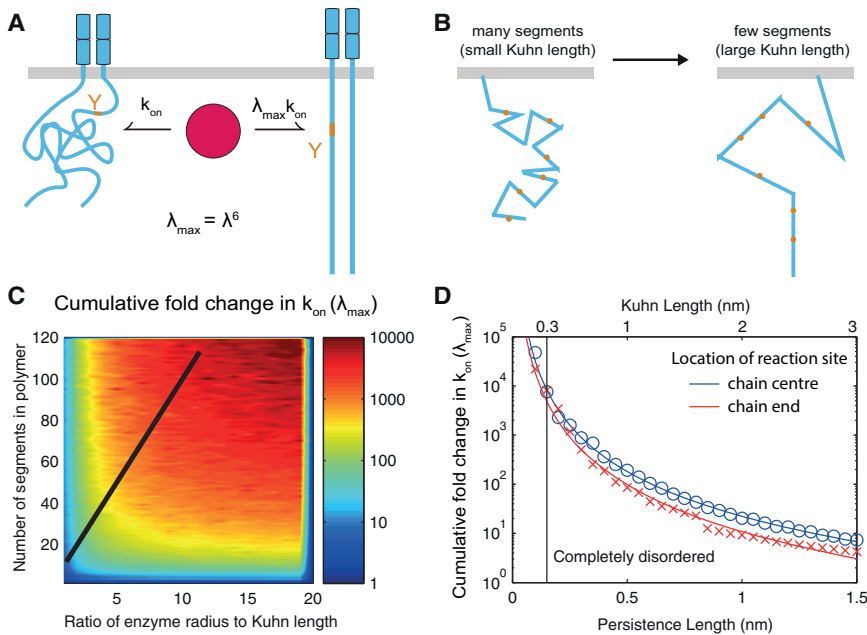 A
Y
k_on
λ_max k_on
Y
λ_max = λ^6
B
many segments
(small Kuhn length)
few segments
(large Kuhn length)
C
Cumulative fold change in k_on (λ_max)
Number of segments in polymer
120
100
80
60
40
20
5
10
15
20
Ratio of enzyme radius to Kuhn length
10000
1000
100
10
1
D
Kuhn Length (nm)
0
0.3
1
2
3
Cumulative fold change in k_on (λ_max)
10^5
10^4
10^3
10^2
10^1
10^0
Location of reaction site
chain centre
chain end
Completely disordered
0
0.5
1
1.5
Persistence Length (nm)